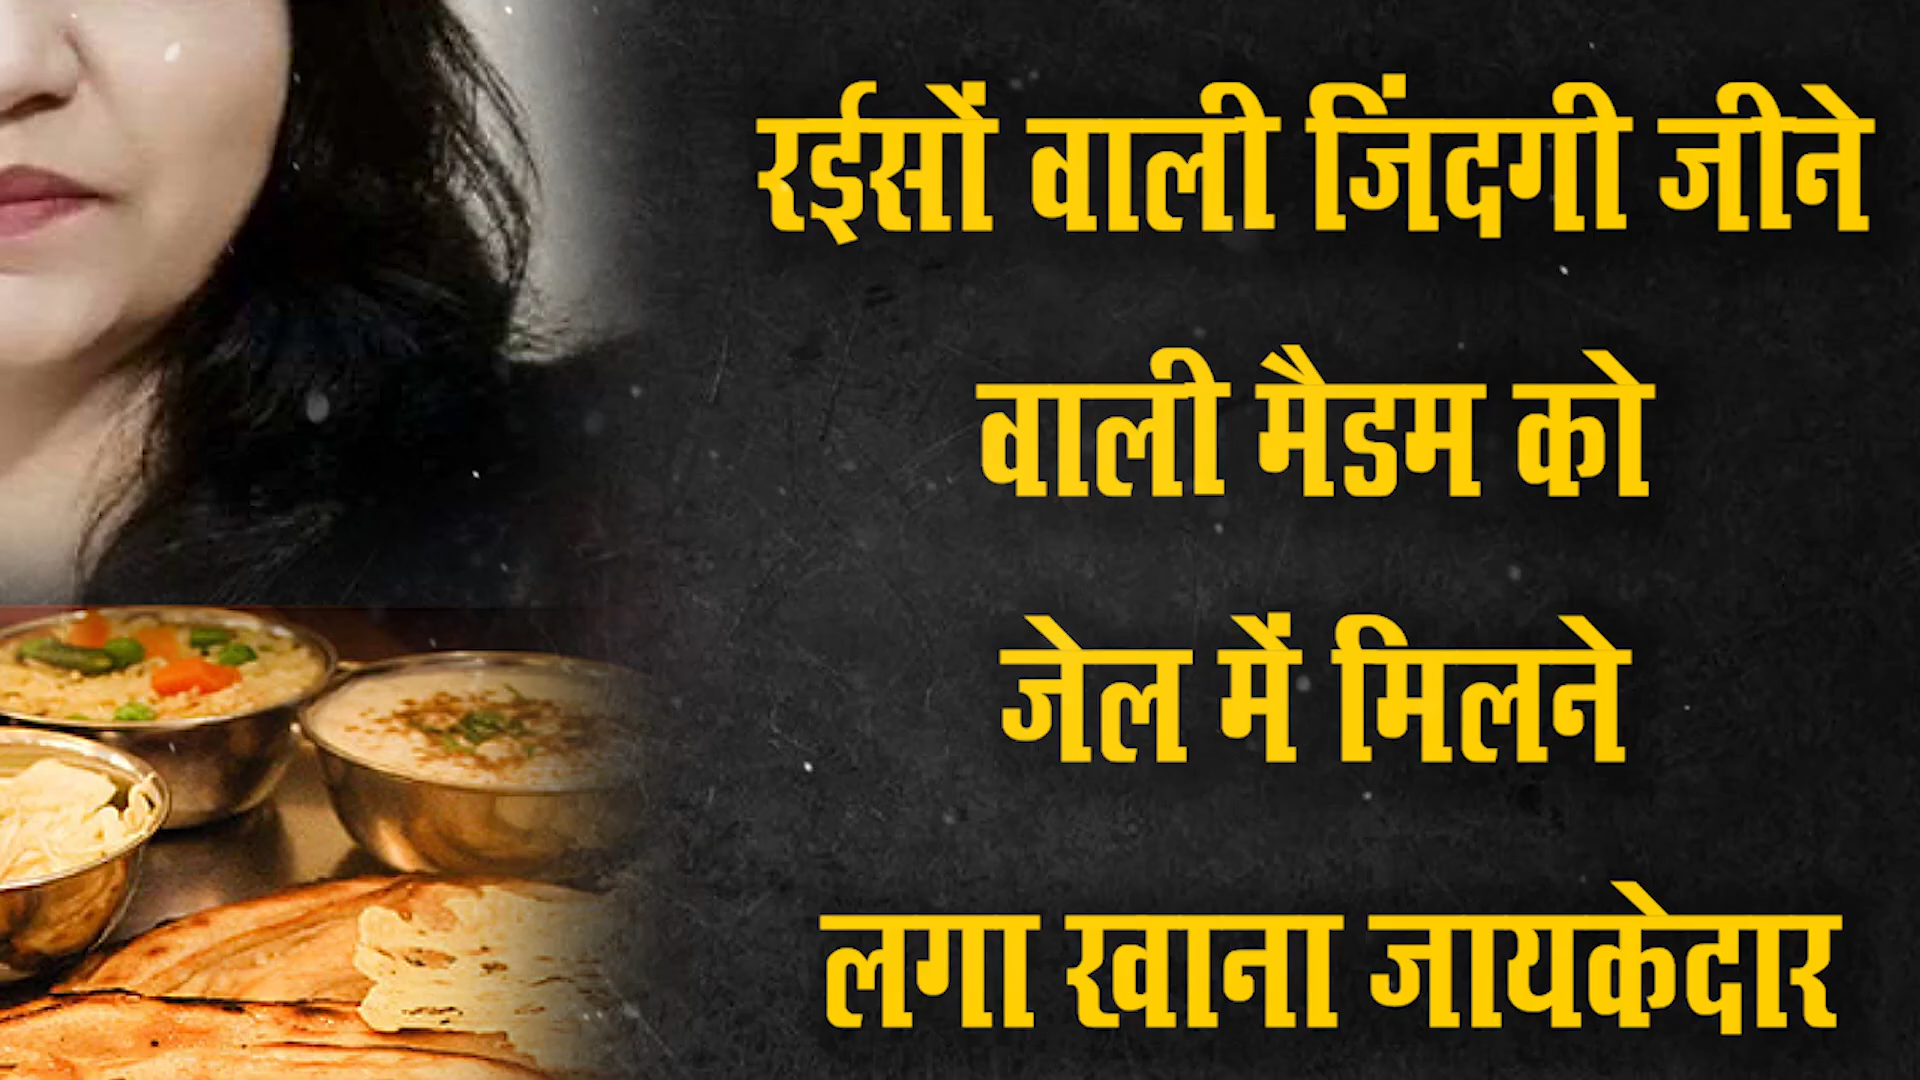 रईसों वाली जिंदगी जीने
वाली मैडम को
जेल में मिलने
लगा खाना जायकेदार